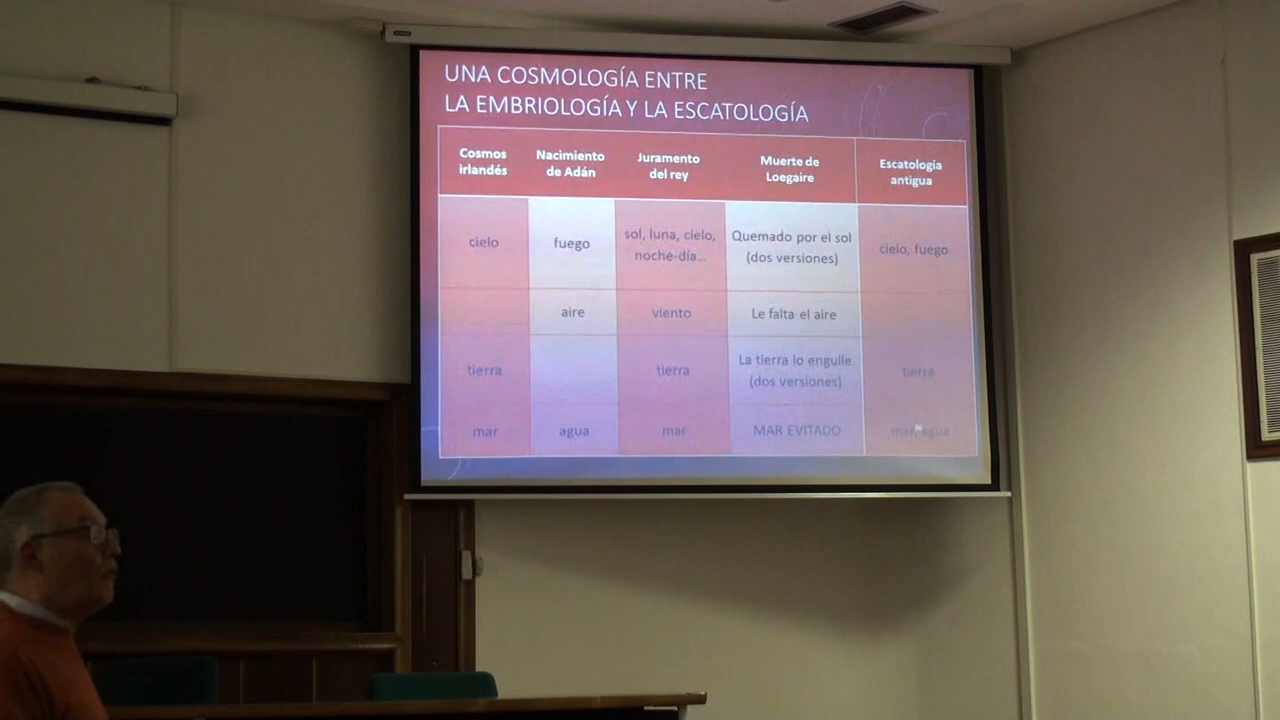 UNA COSMOLOGÍA ENTRE
LA EMBRIOLOGÍA Y LA ESCATOLOGÍA
Cosmos irlandés Nacimiento de Adán Juramento del rey Muerte de Loegaire Escatología antigua
cielo fuego sol, luna, cielo, noche-día... Quemado por el sol (dos versiones) cielo, fuego
aire viento Le falta el aire
tierra tierra La tierra lo engulle. (dos versiones) tierra
mar agua mar MAR EVITADO mar, agua